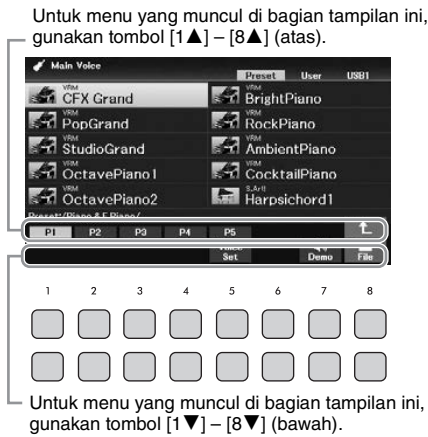 Untuk menu yang muncul di bagian tampilan ini,
gunakan tombol [1▲] – [8▲] (atas).
Main Voice
Preset User USB1
VRM VRM
CFX Grand BrightPiano
VRM VRM
PopGrand RockPiano
VRM VRM
StudioGrand AmbientPiano
VRM
OctavePiano1 CocktailPiano
S.Art!
OctavePiano2 Harpsichord1
Preset:/Piano & E.Piano/
P1 P2 P3 P4 P5
Voice
Set Demo File
1 2 3 4 5 6 7 8
Untuk menu yang muncul di bagian tampilan ini,
gunakan tombol [1▼] – [8▼] (bawah).